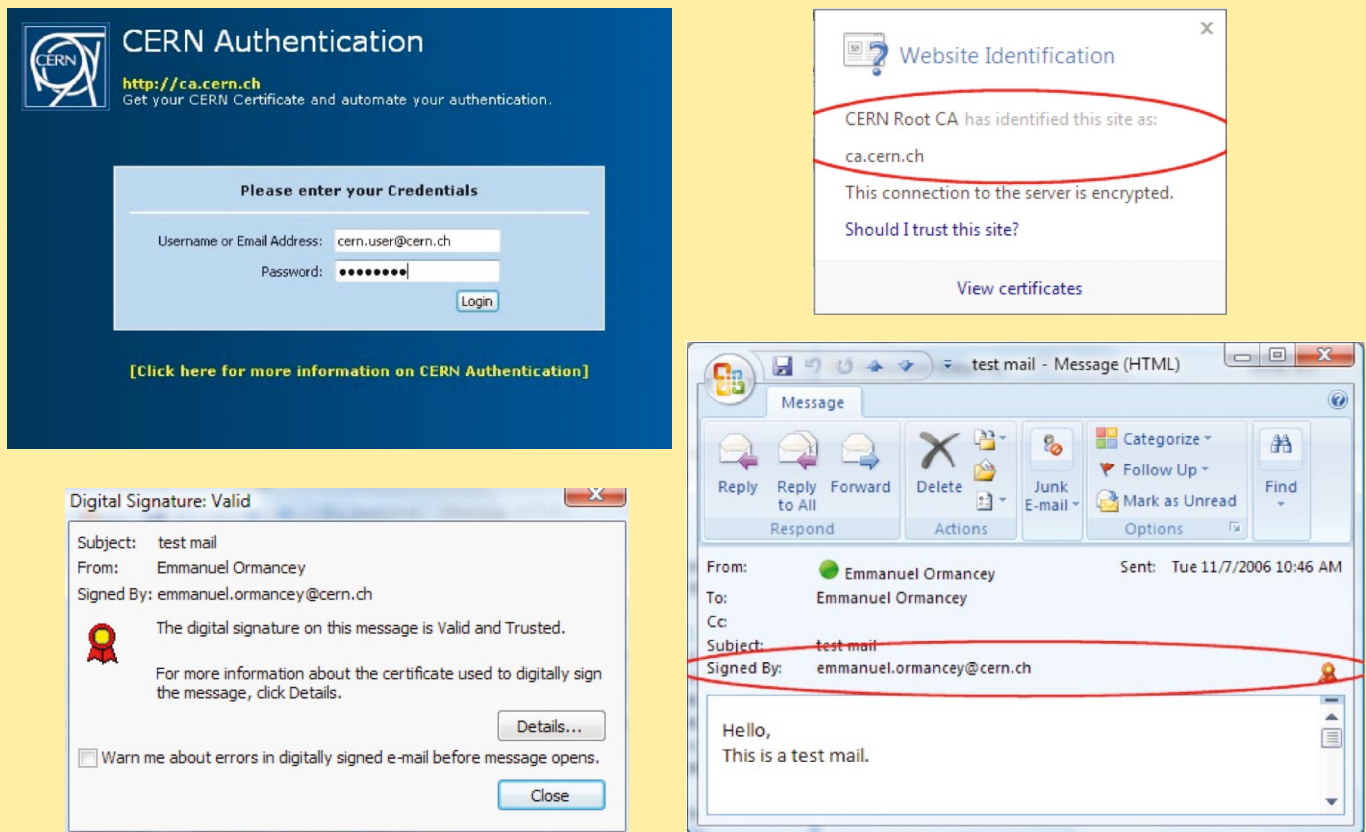 CERN
CERN Authentication
http://ca.cern.ch
Get your CERN Certificate and automate your authentication.
Please enter your Credentials
Username or Email Address: cern.user@cern.ch
Password: ●●●●●●●●
Login
[Click here for more information on CERN Authentication]
x
Website Identification
CERN Root CA has identified this site as:
ca.cern.ch
This connection to the server is encrypted.
Should I trust this site?
View certificates
Digital Signature: Valid
Subject: test mail
From: Emmanuel Ormancey
Signed By: emmanuel.ormancey@cern.ch
The digital signature on this message is Valid and Trusted.
For more information about the certificate used to digitally sign
the message, click Details.
Details...
Warn me about errors in digitally signed e-mail before message opens.
Close
test mail - Message (HTML)
Message
Reply
Reply
to All
Forward
Respond
Delete
Actions
Junk
E-mail
Categorize
Follow Up
Mark as Unread
Options
Find
From: Emmanuel Ormancey Sent: Tue 11/7/2006 10:46 AM
To: Emmanuel Ormancey
Cc:
Subject: test mail
Signed By: emmanuel.ormancey@cern.ch
Hello,
This is a test mail.